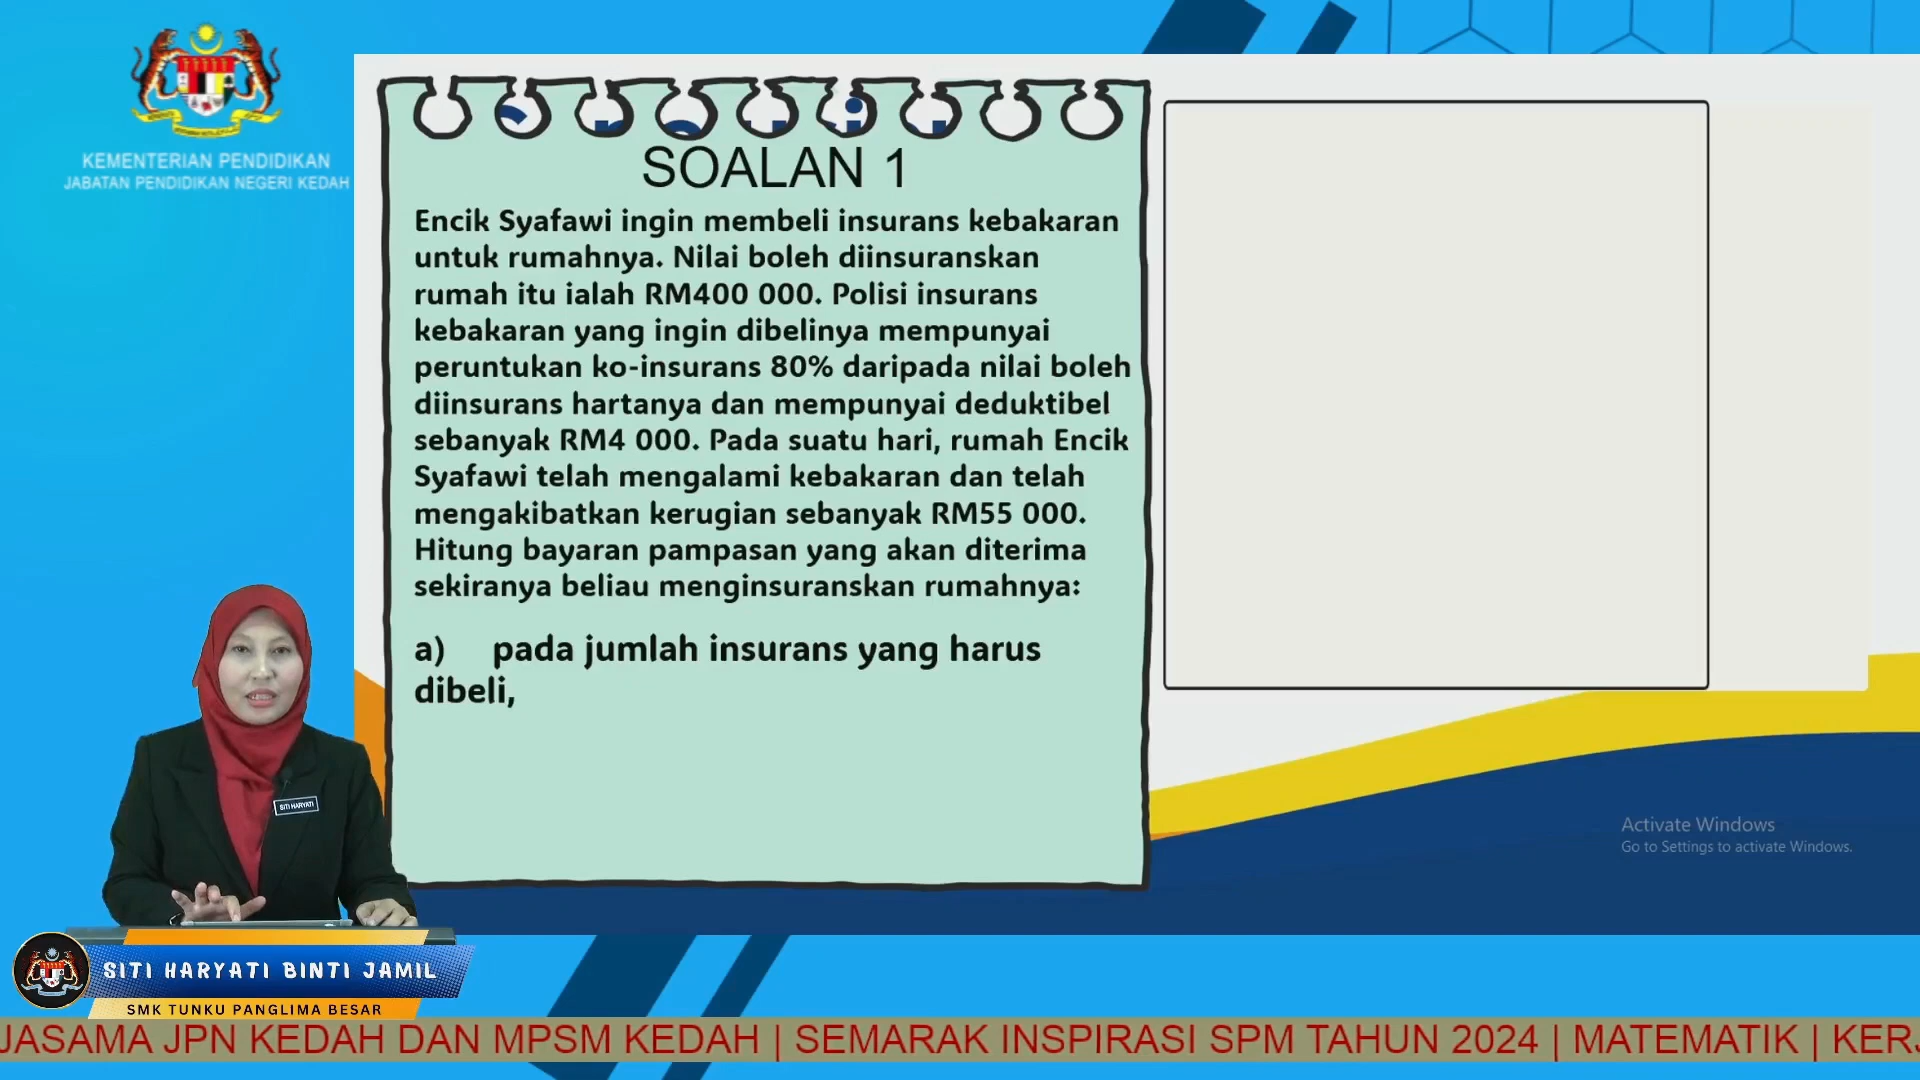 KEMENTERIAN PENDIDIKAN
JABATAN PENDIDIKAN NEGERI KEDAH
SOALAN 1
Encik Syafawi ingin membeli insurans kebakaran
untuk rumahnya. Nilai boleh diinsuranskan
rumah itu ialah RM400 000. Polisi insurans
kebakaran yang ingin dibelinya mempunyai
peruntukan ko-insurans 80% daripada nilai boleh
diinsurans hartanya dan mempunyai deduktibel
sebanyak RM4 000. Pada suatu hari, rumah Encik
Syafawi telah mengalami kebakaran dan telah
mengakibatkan kerugian sebanyak RM55 000.
Hitung bayaran pampasan yang akan diterima
sekiranya beliau menginsuranskan rumahnya:
a) pada jumlah insurans yang harus
dibeli,
Activate Windows
Go to Settings to activate Windows.
SITI HARYATI
SITI HARYATI BINTI JAMIL
SMK TUNKU PANGLIMA BESAR
JASAMA JPN KEDAH DAN MPSM KEDAH | SEMARAK INSPIRASI SPM TAHUN 2024 | MATEMATIK | KERJ